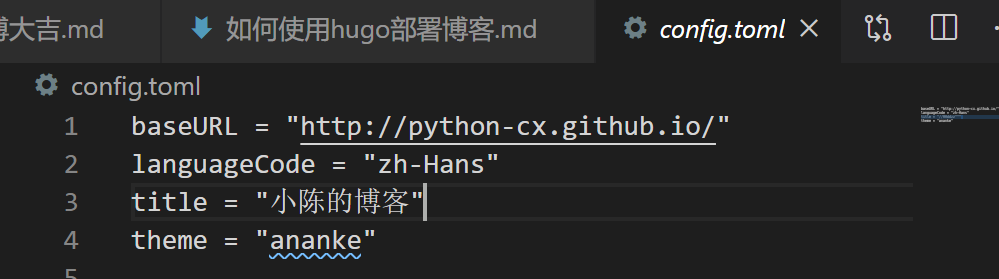 博大吉.md
如何使用hugo部署博客.md
config.toml
config.toml
1 baseURL = "http://python-cx.github.io/"
2 languageCode = "zh-Hans"
3 title = "小陈的博客"
4 theme = "ananke"
5